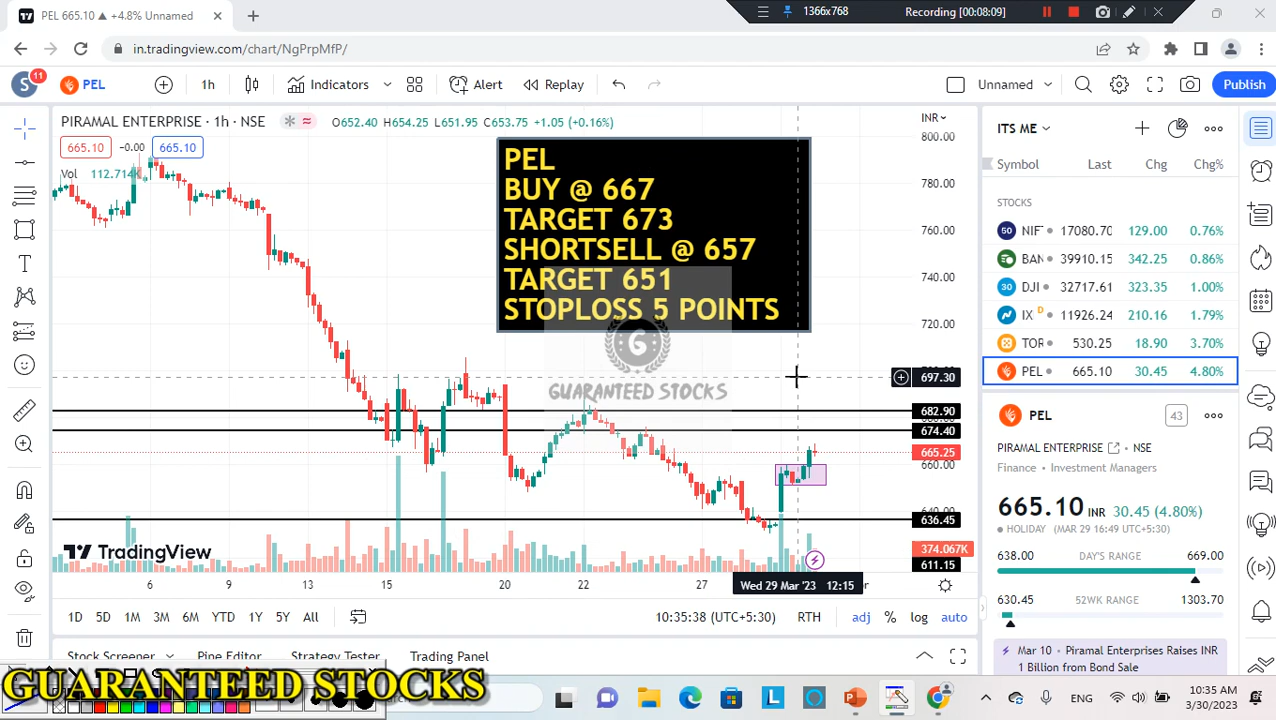 PEL 665.10 ▲ +4.8% Unnamed
1366x768
Recording [00:08:09]
in.tradingview.com/chart/NgPrpMfP/
S
11
PEL
1h
Indicators
Alert
Replay
Unnamed
Publish
PIRAMAL ENTERPRISE · 1h · NSE
O652.40 H654.25 L651.95 C653.75 +1.05 (+0.16%)
665.10
-0.00
665.10
Vol 112.714K
PEL
BUY @ 667
TARGET 673
SHORTSELL @ 657
TARGET 651
STOPLOSS 5 POINTS
G
GUARANTEED STOCKS
INR
800.00
780.00
760.00
740.00
720.00
697.30
682.90
674.40
665.25
660.00
636.45
374.067K
611.15
TradingView
6
9
13
15
20
22
27
Wed 29 Mar '23 12:15
1D
5D
1M
3M
6M
YTD
1Y
5Y
All
10:35:38 (UTC+5:30)
RTH
adj
%
log
auto
Stock Screener
Pine Editor
Strategy Tester
Trading Panel
ITS ME
Symbol
Last
Chg
Chg%
STOCKS
50 NIF 17080.70 129.00 0.76%
BAN 39910.15 342.25 0.86%
30 DJI 32717.61 323.35 1.00%
IX D 11926.24 210.16 1.79%
TOR 530.25 18.90 3.70%
PEL 665.10 30.45 4.80%
PEL
43
PIRAMAL ENTERPRISE NSE
Finance · Investment Managers
665.10 INR 30.45 (4.80%)
HOLIDAY (MAR 29 16:49 UTC+5:30)
638.00 DAY'S RANGE 669.00
630.45 52WK RANGE 1303.70
Mar 10 · Piramal Enterprises Raises INR
1 Billion from Bond Sale
GUARANTEED STOCKS
L
ENG
10:35 AM
3/30/2023